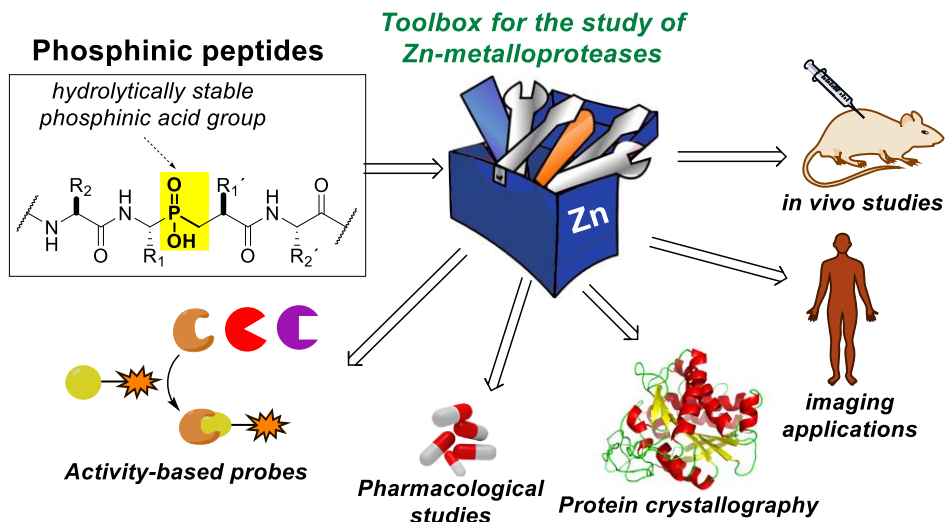 Toolbox for the study of
Zn-metalloproteases
Phosphinic peptides
hydrolytically stable
phosphinic acid group
R2
H
N
O
R1´
H
N
O
N
H
O
P
OH
R1
O
R2´
Zn
in vivo studies
imaging
applications
Activity-based probes
Pharmacological
studies
Protein crystallography